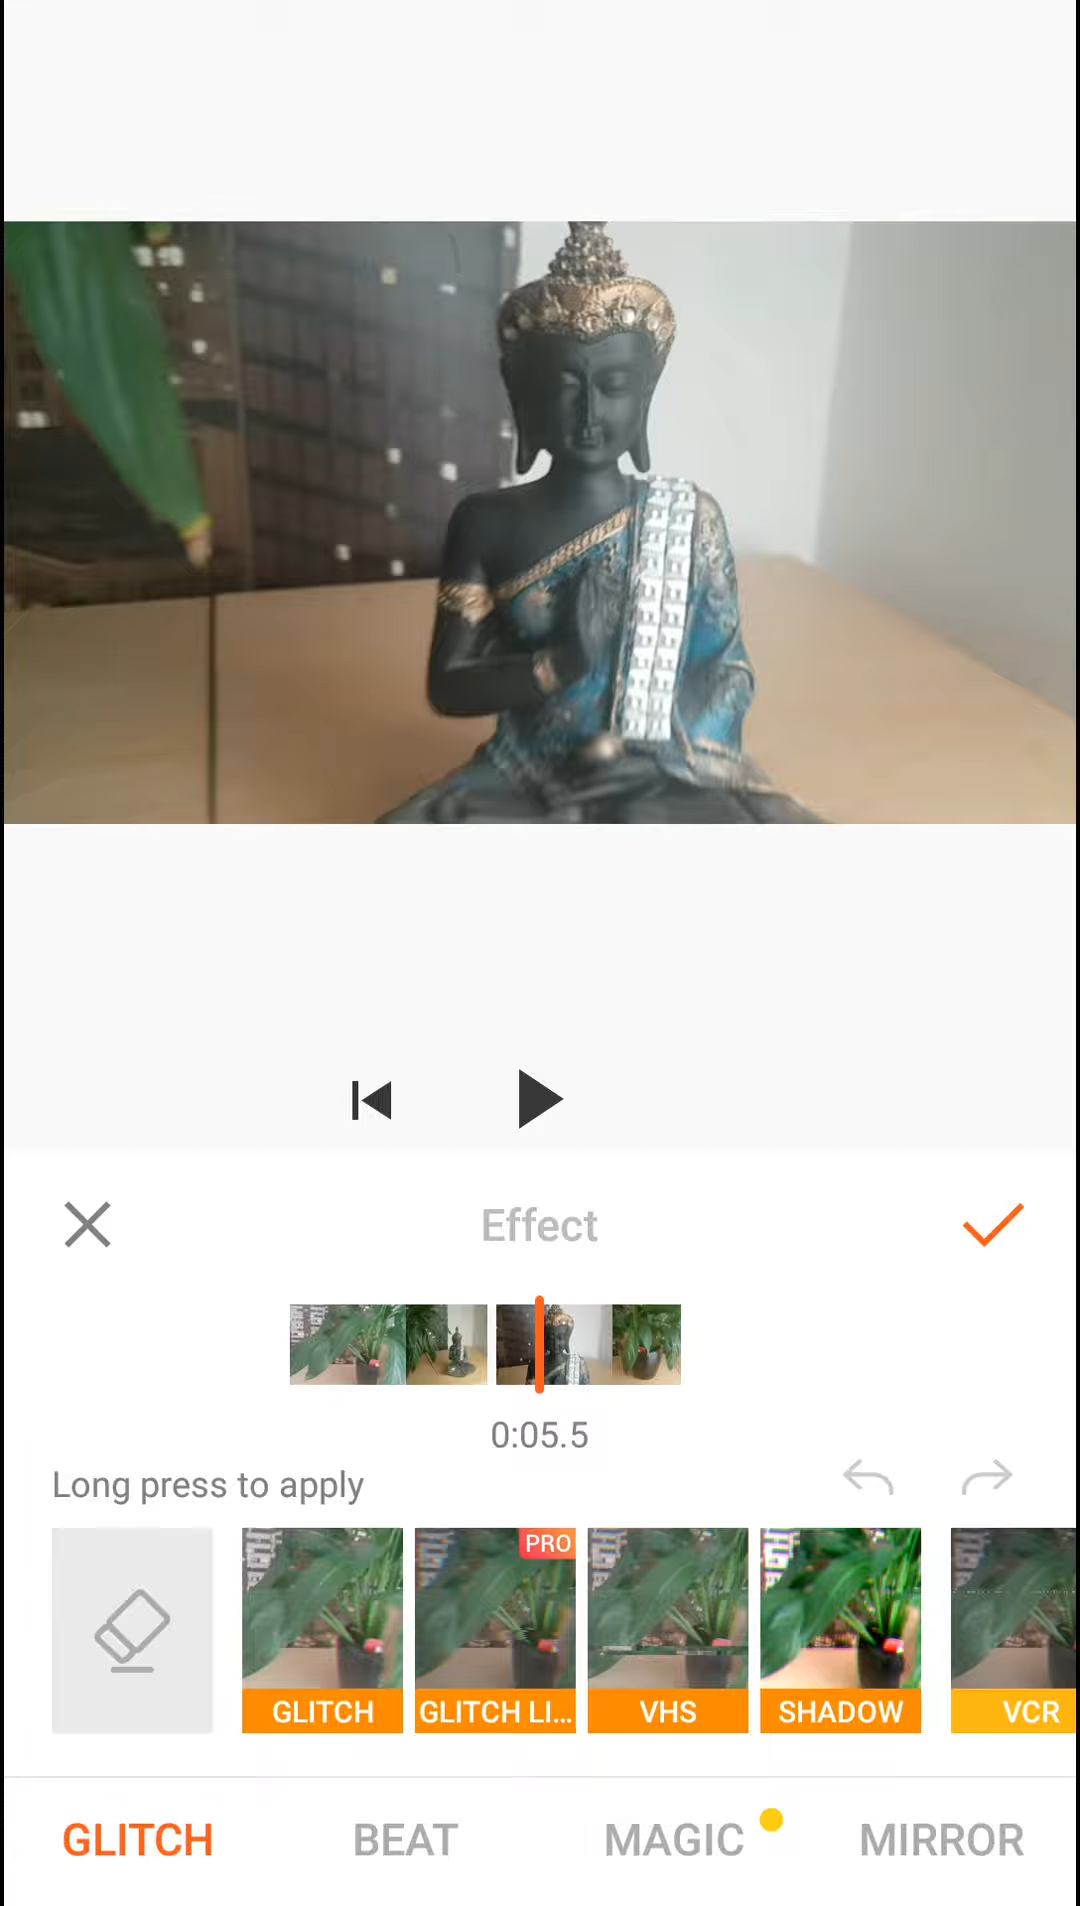 Effect
0:05.5
Long press to apply
PRO
GLITCH
GLITCH LI...
VHS
SHADOW
VCR
GLITCH
BEAT
MAGIC
MIRROR